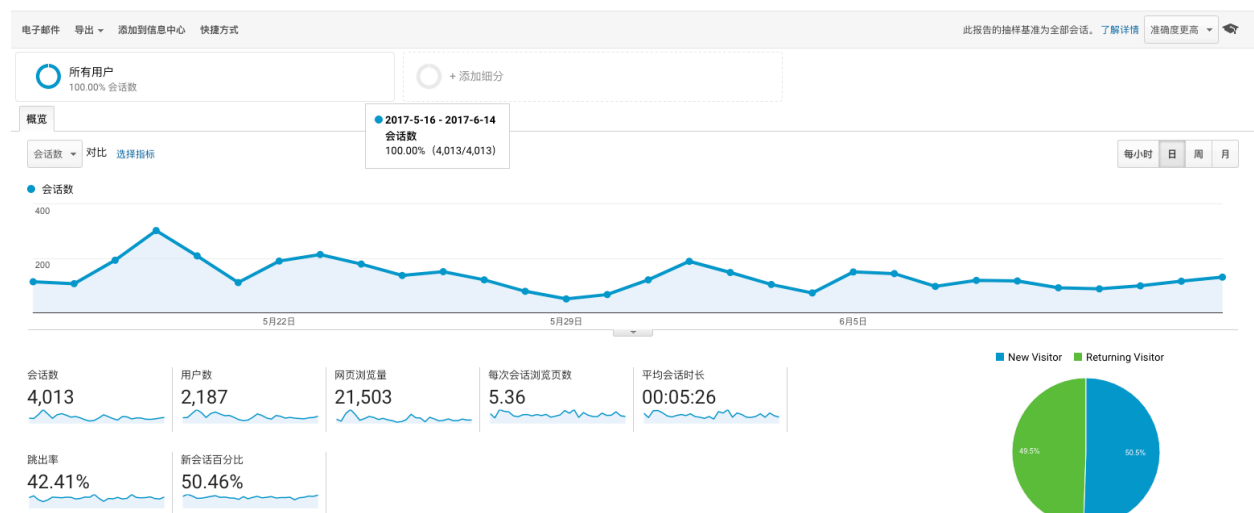 电子邮件 导出 添加到信息中心 快捷方式 此报告的抽样基准为全部会话。 了解详情 准确度更高
所有用户
100.00% 会话数
+ 添加细分
概览
2017-5-16 - 2017-6-14
会话数
100.00% (4,013/4,013)
会话数 对比 选择指标 每小时 日 周 月
会话数
400
200
5月22日 5月29日 6月5日
New Visitor Returning Visitor
会话数 用户数 网页浏览量 每次会话浏览页数 平均会话时长
4,013 2,187 21,503 5.36 00:05:26
49.5% 50.5%
跳出率 新会话百分比
42.41% 50.46%